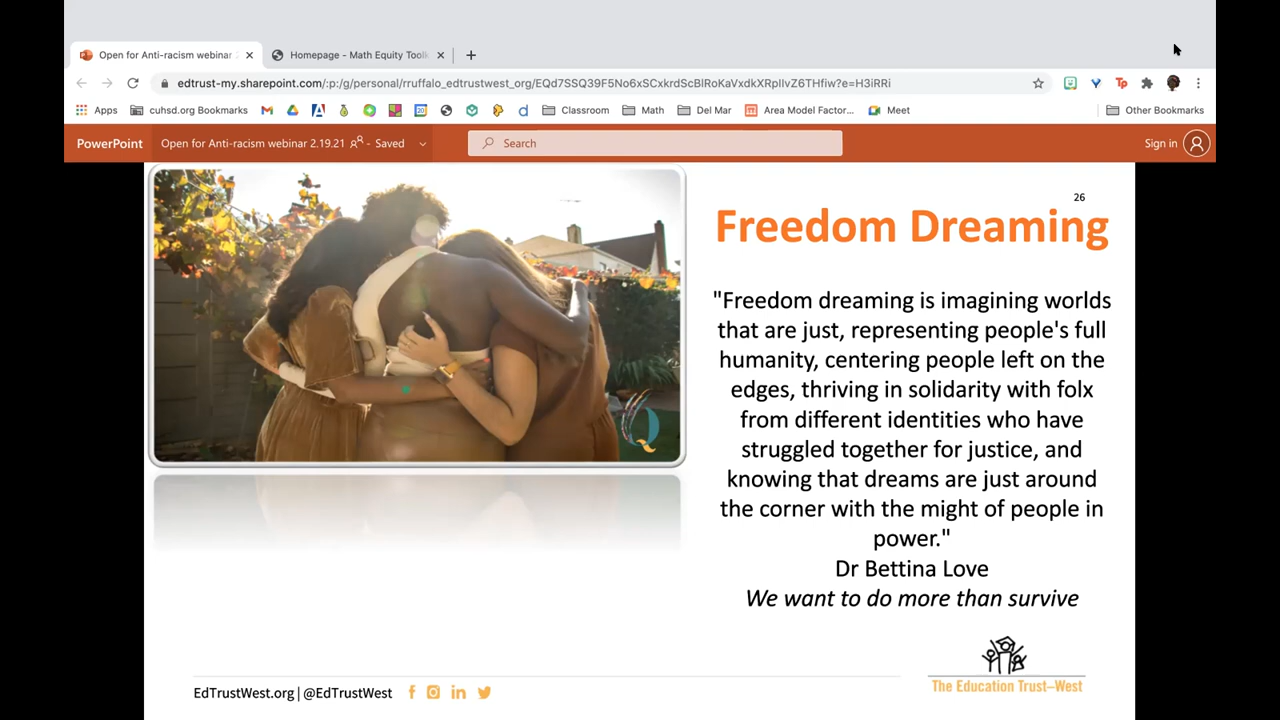 Open for Anti-racism webinar
Homepage - Math Equity Toolk
edtrust-my.sharepoint.com/:p:/g/personal/rruffalo_edtrustwest_org/EQd7SSQ39F5No6xSCxkrdScBlRoKaVxdkXRpllvZ6THfiw?e=H3iRRi
Apps cuhsd.org Bookmarks Classroom Math Del Mar Area Model Factor... Meet Other Bookmarks
PowerPoint Open for Anti-racism webinar 2.19.21 - Saved Search Sign in
26
Freedom Dreaming
"Freedom dreaming is imagining worlds
that are just, representing people's full
humanity, centering people left on the
edges, thriving in solidarity with folx
from different identities who have
struggled together for justice, and
knowing that dreams are just around
the corner with the might of people in
power."
Dr Bettina Love
We want to do more than survive
EdTrustWest.org | @EdTrustWest
The Education Trust–West